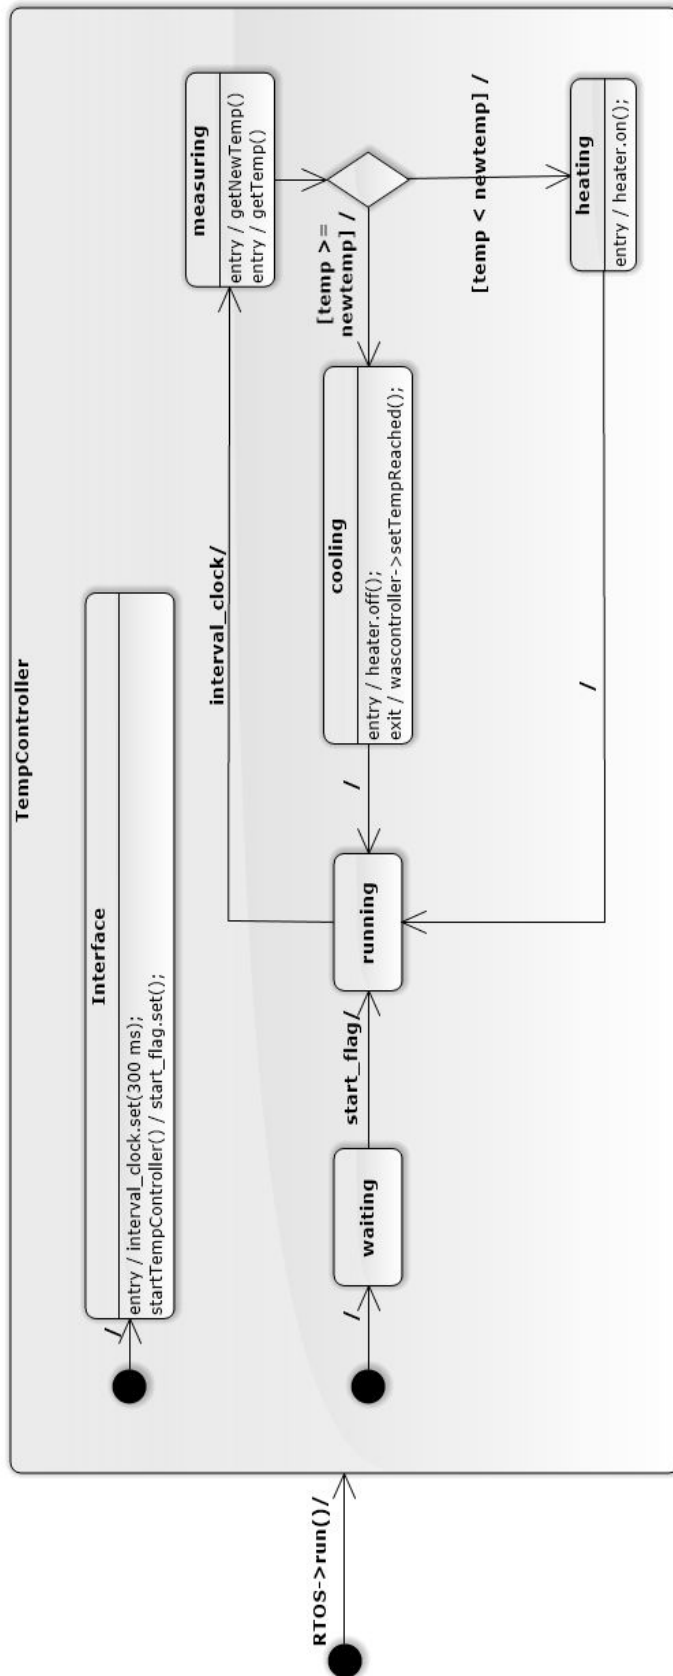 TempController
RTOS->run()/
/
Interface
entry / interval_clock.set(300 ms);
startTempController() / start_flag.set();
/
waiting
start_flag/
running
interval_clock/
measuring
entry / getNewTemp()
entry / getTemp()
[temp >=
newtemp] /
cooling
entry / heater.off();
exit / wascontroller->setTempReached();
/
[temp < newtemp] /
heating
entry / heater.on();
/